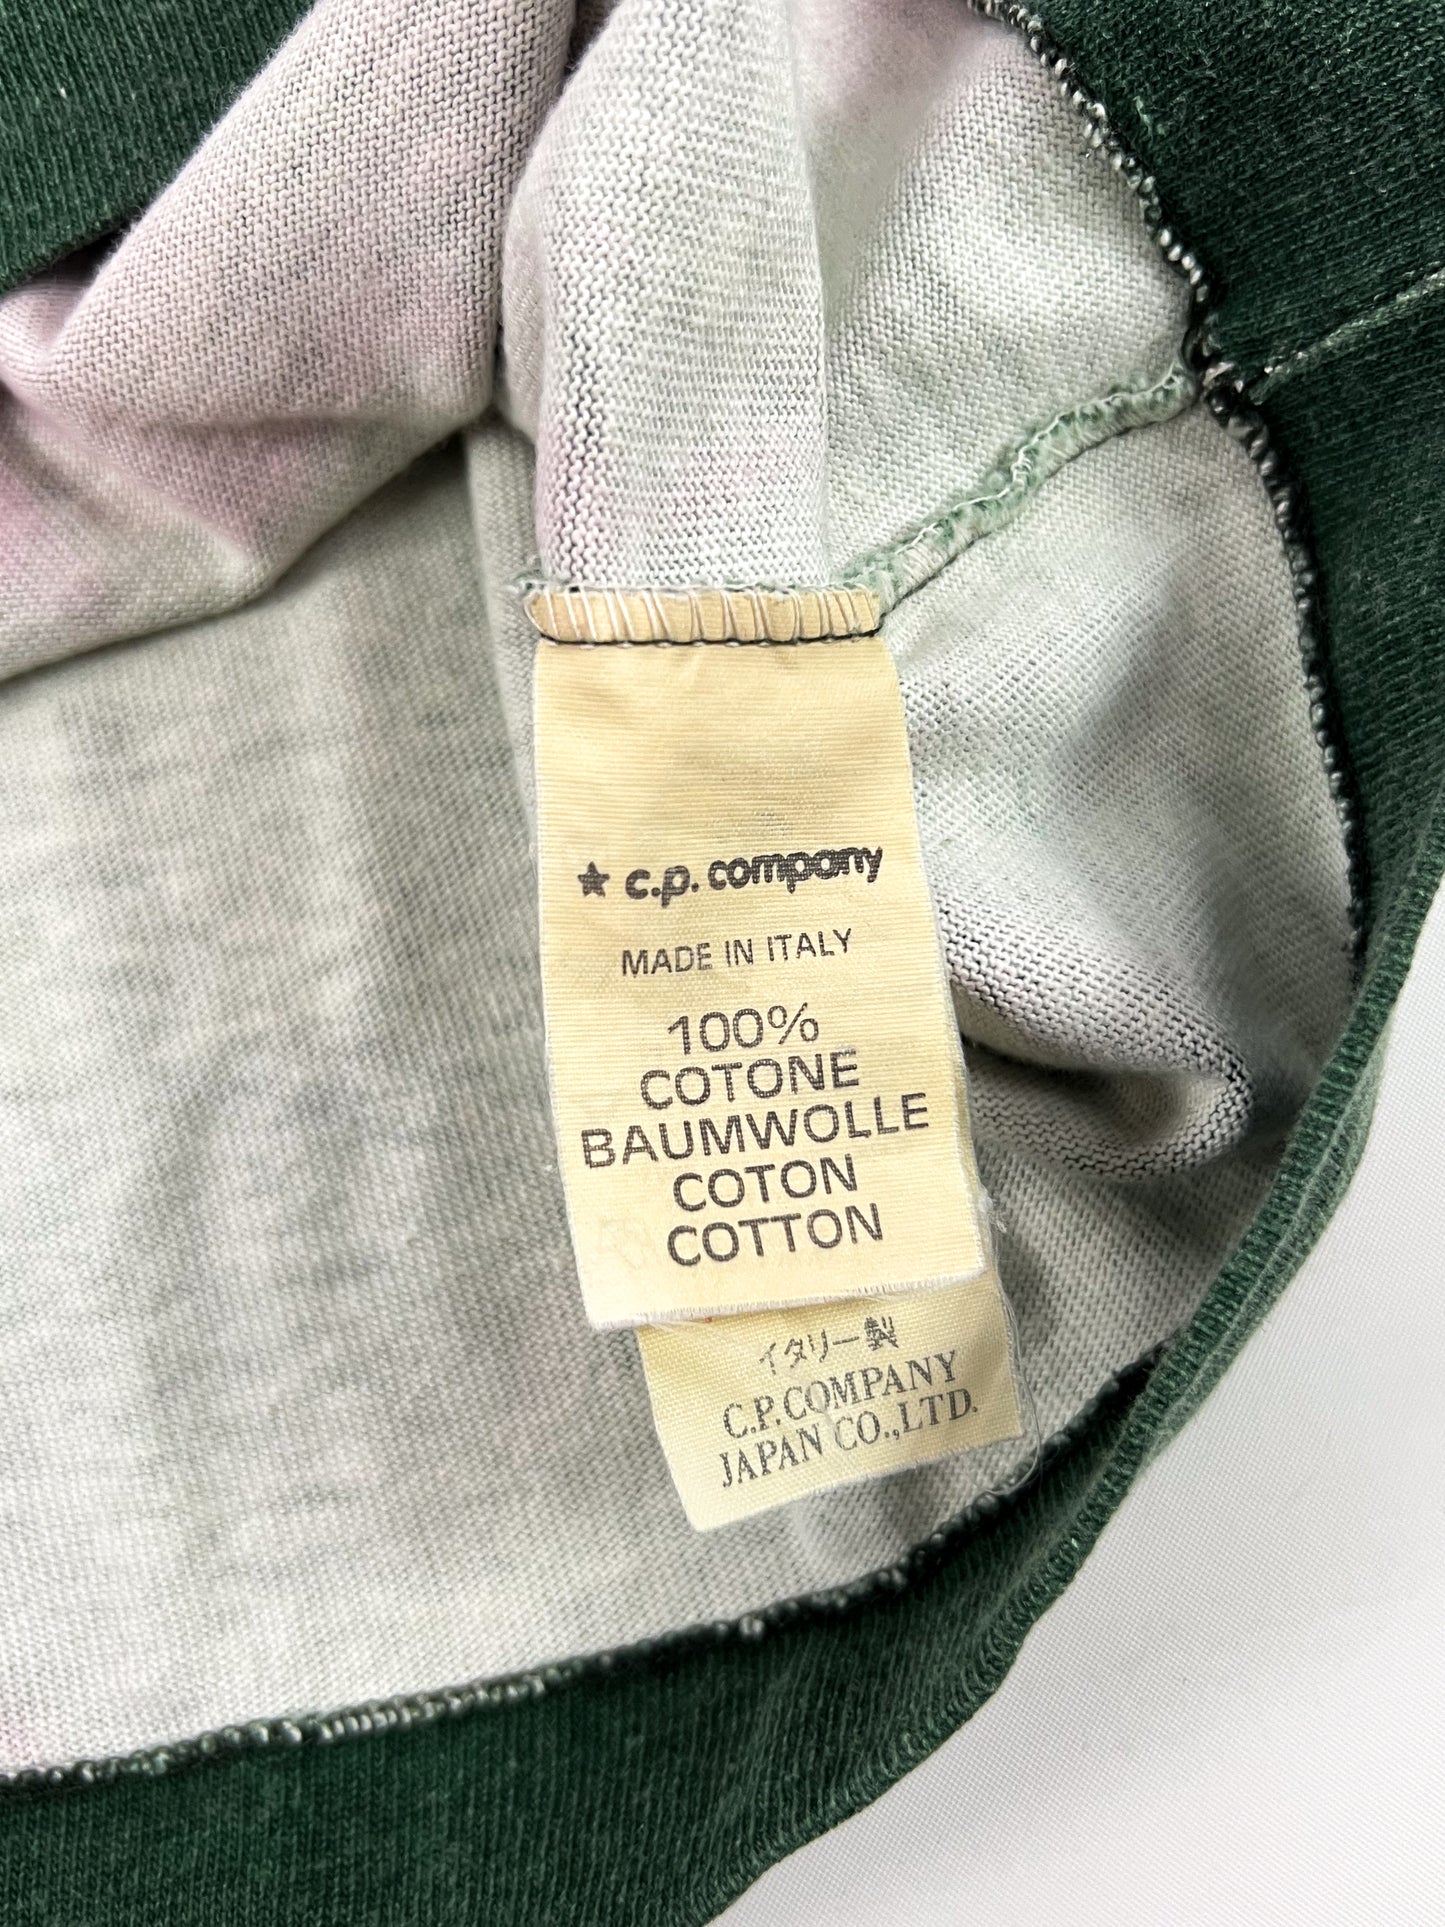 ★ c.p. company
MADE IN ITALY
100%
COTONE
BAUMWOLLE
COTON
COTTON
イタリー製
C.P.COMPANY
JAPAN CO.,LTD.